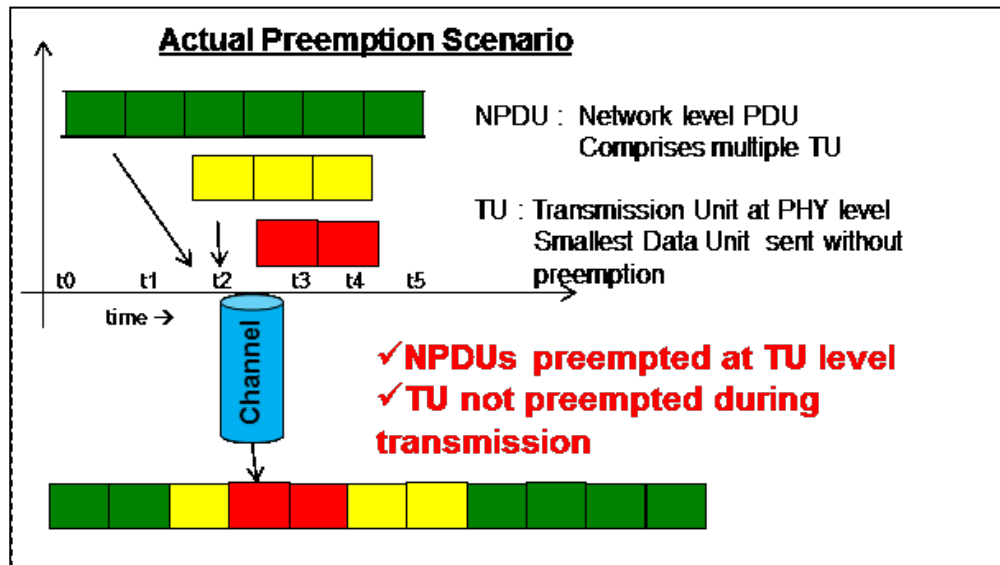 Actual Preemption Scenario
NPDU : Network level PDU
Comprises multiple TU
TU : Transmission Unit at PHY level
Smallest Data Unit sent without
preemption
t0 t1 t2 t3 t4 t5
time →
Channel
✓NPDUs preempted at TU level
✓TU not preempted during
transmission